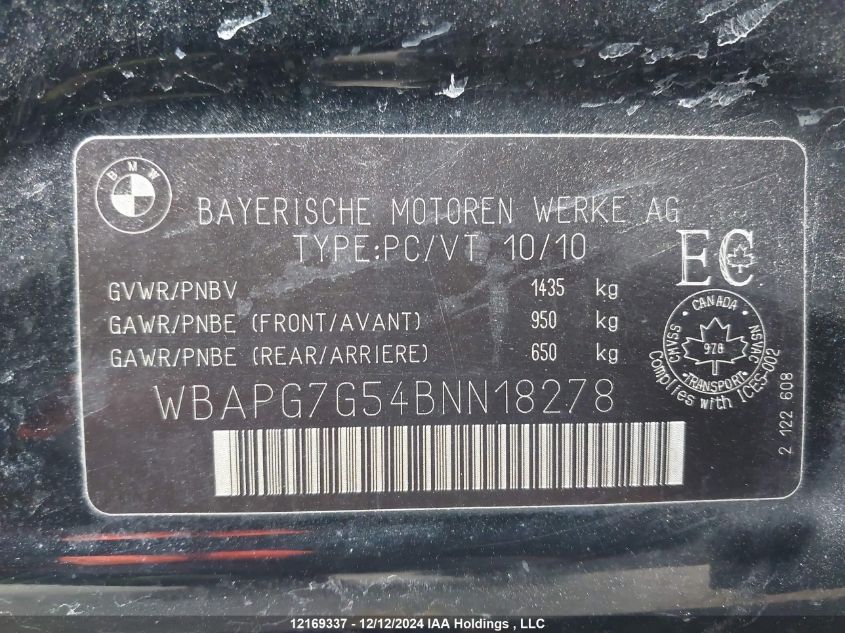 BMW
BAYERISCHE MOTOREN WERKE AG
TYPE:PC/VT 10/10
EC
GVWR/PNBV 1435 kg
GAWR/PNBE (FRONT/AVANT) 950 kg
GAWR/PNBE (REAR/ARRIERE) 650 kg
CANADA
CMVSS
NSVAC
978
TRANSPORT
Complies with ICES-002
WBAPG7G54BNN18278
2 122 608
12169337 - 12/12/2024 IAA Holdings , LLC